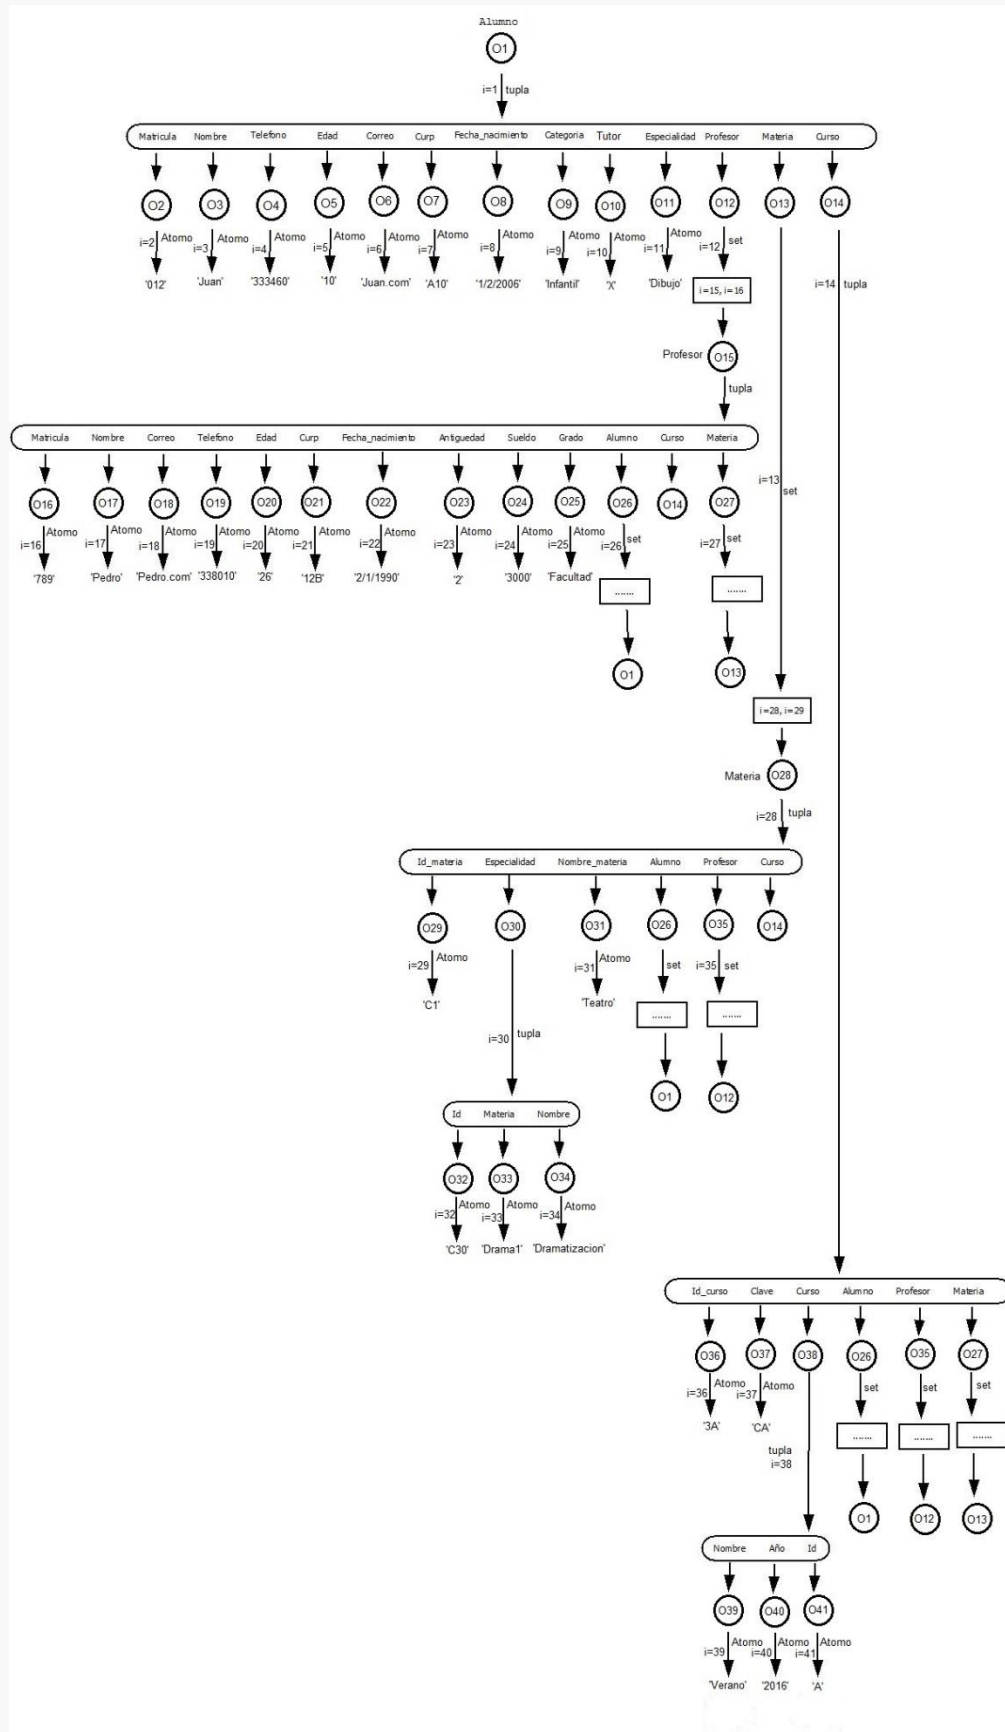 Alumno
O1
i=1 tupla
Matricula Nombre Telefono Edad Correo Curp Fecha_nacimiento Categoria Tutor Especialidad Profesor Materia Curso
O2 O3 O4 O5 O6 O7 O8 O9 O10 O11 O12 O13 O14
i=2 Atomo i=3 Atomo i=4 Atomo i=5 Atomo i=6 Atomo i=7 Atomo i=8 Atomo i=9 Atomo i=10 Atomo i=11 Atomo i=12 set
'012' 'Juan' '333460' '10' 'Juan.com' 'A10' '1/2/2006' 'Infantil' 'X' 'Dibujo' i=15, i=16 i=14 tupla
Profesor O15
tupla
Matricula Nombre Correo Telefono Edad Curp Fecha_nacimiento Antiguedad Sueldo Grado Alumno Curso Materia
i=13 set
O16 O17 O18 O19 O20 O21 O22 O23 O24 O25 O26 O14 O27
i=16 Atomo i=17 Atomo i=18 Atomo i=19 Atomo i=20 Atomo i=21 Atomo i=22 Atomo i=23 Atomo i=24 Atomo i=25 Atomo i=26 set i=27 set
'789' 'Pedro' 'Pedro.com' '338010' '26' '12B' '2/1/1990' '2' '3000' 'Facultad' ....... .......
O1 O13
i=28, i=29
Materia O28
i=28 tupla
Id_materia Especialidad Nombre_materia Alumno Profesor Curso
O29 O30 O31 O26 O35 O14
i=29 Atomo i=31 Atomo set i=35 set
'C1' 'Teatro' ....... .......
i=30 tupla
O1 O12
Id Materia Nombre
O32 O33 O34
i=32 Atomo i=33 Atomo i=34 Atomo
'C30' 'Drama1' 'Dramatizacion'
Id_curso Clave Curso Alumno Profesor Materia
O36 O37 O38 O26 O35 O27
i=36 Atomo i=37 Atomo set set set
'3A' 'CA' ....... ....... .......
tupla
i=38
O1 O12 O13
Nombre Año Id
O39 O40 O41
i=39 Atomo i=40 Atomo i=41 Atomo
'Verano' '2016' 'A'